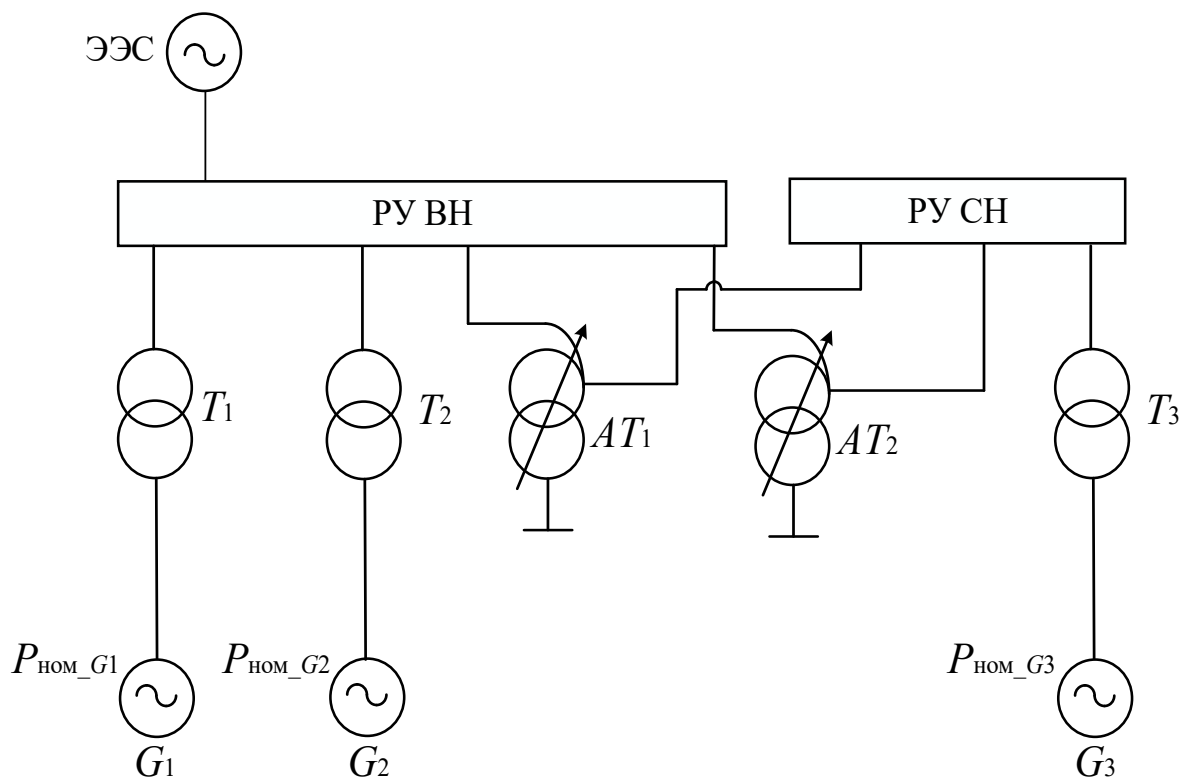 ЭЭС
РУ ВН
РУ СН
T1
T2
AT1
AT2
T3
Pном_G1
Pном_G2
Pном_G3
G1
G2
G3